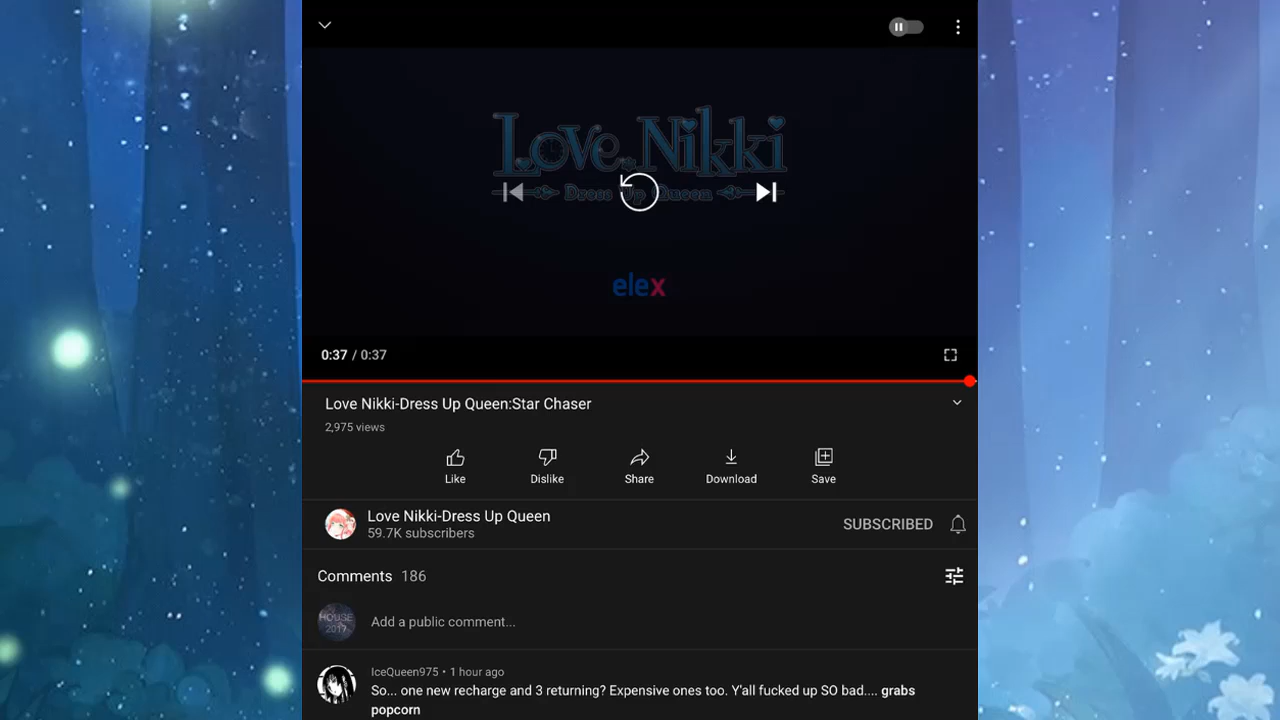 Love Nikki
Dress Up Queen
elex
0:37 / 0:37
Love Nikki-Dress Up Queen:Star Chaser
2,975 views
Like Dislike Share Download Save
Love Nikki-Dress Up Queen
59.7K subscribers
SUBSCRIBED
Comments 186
HOUSE
2017
Add a public comment...
IceQueen975 • 1 hour ago
So... one new recharge and 3 returning? Expensive ones too. Y'all fucked up SO bad.... grabs
popcorn